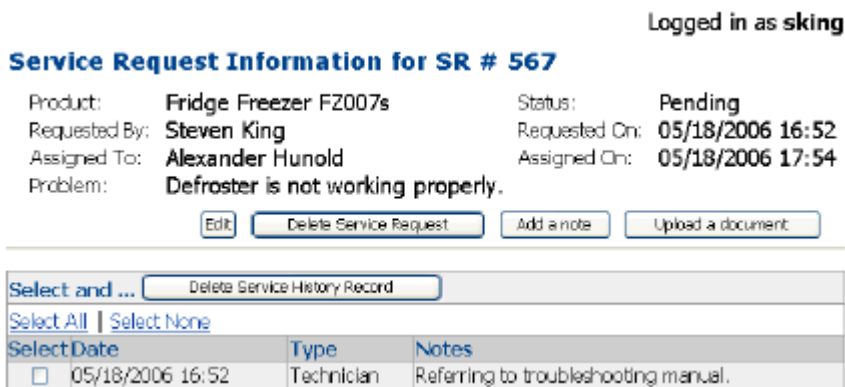 Logged in as sking
Service Request Information for SR # 567
Product: Fridge Freezer FZ007s Status: Pending
Requested By: Steven King Requested On: 05/18/2006 16:52
Assigned To: Alexander Hunold Assigned On: 05/18/2006 17:54
Problem: Defroster is not working properly.
Edit Delete Service Request Add a note Upload a document
Select and ... Delete Service History Record
Select All | Select None
Select Date Type Notes
05/18/2006 16:52 Technician Referring to troubleshooting manual.